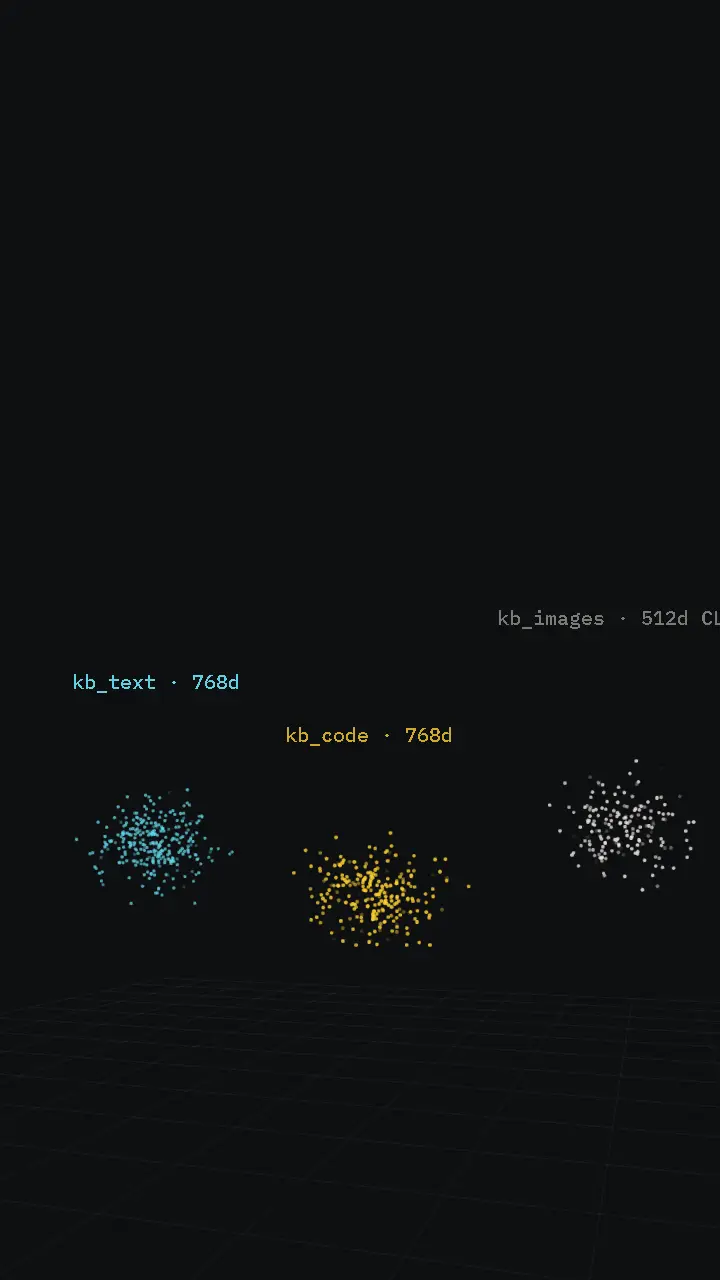 kb_images · 512d
kb_text · 768d
kb_code · 768d